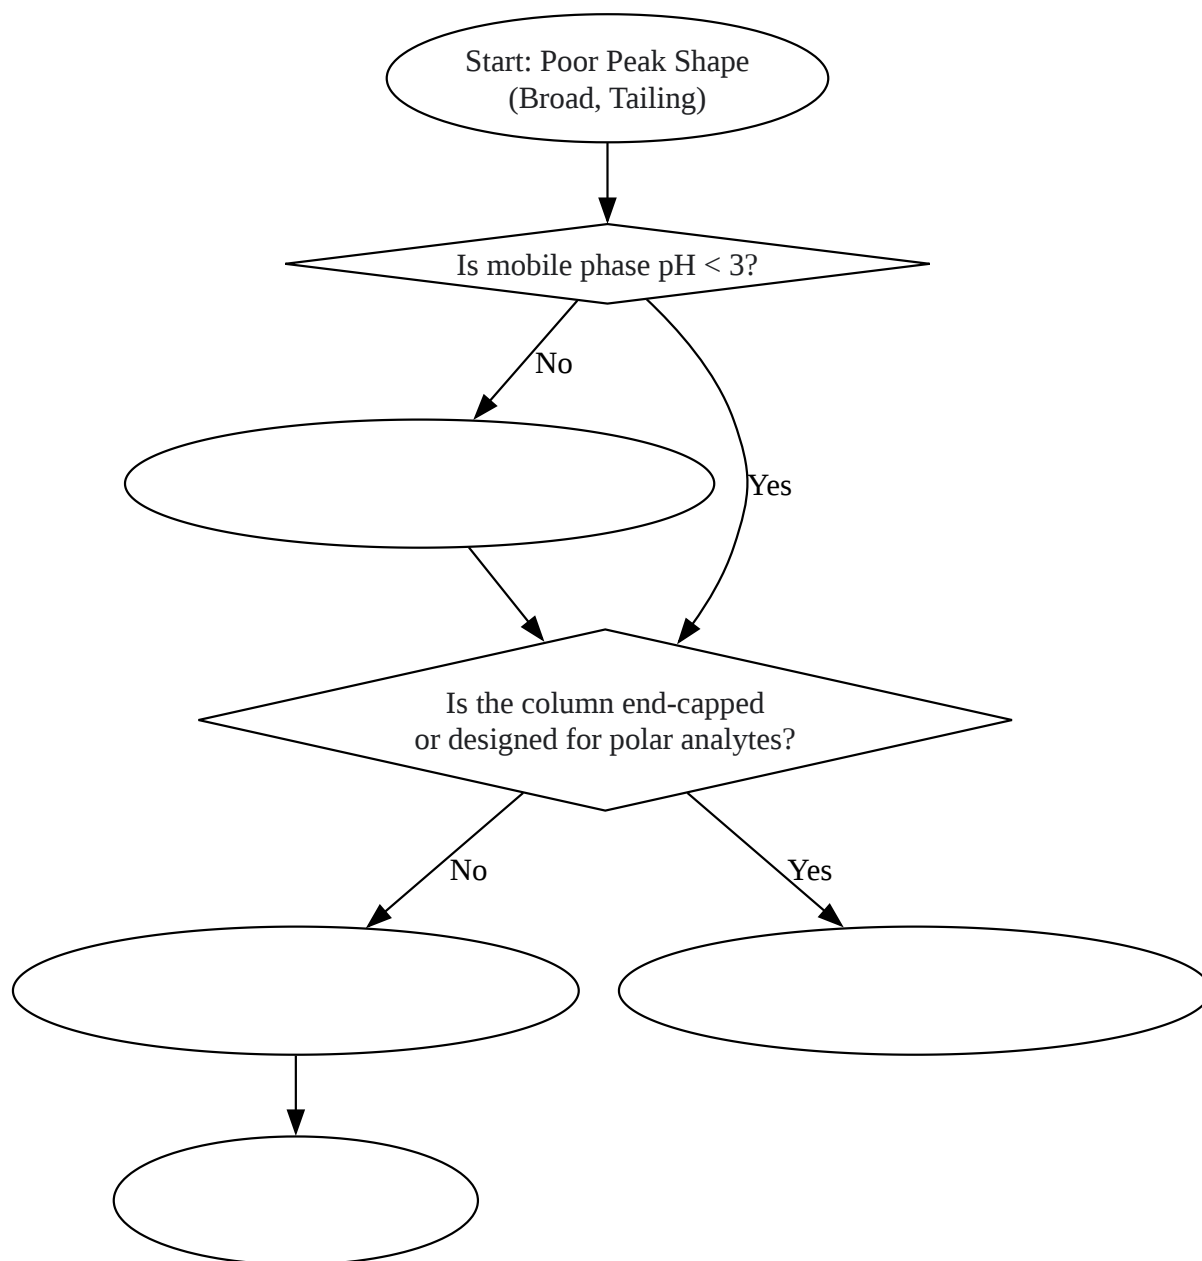 Start: Poor Peak Shape
(Broad, Tailing)
Is mobile phase pH < 3?
No
Yes
Is the column end-capped
or designed for polar analytes?
No
Yes